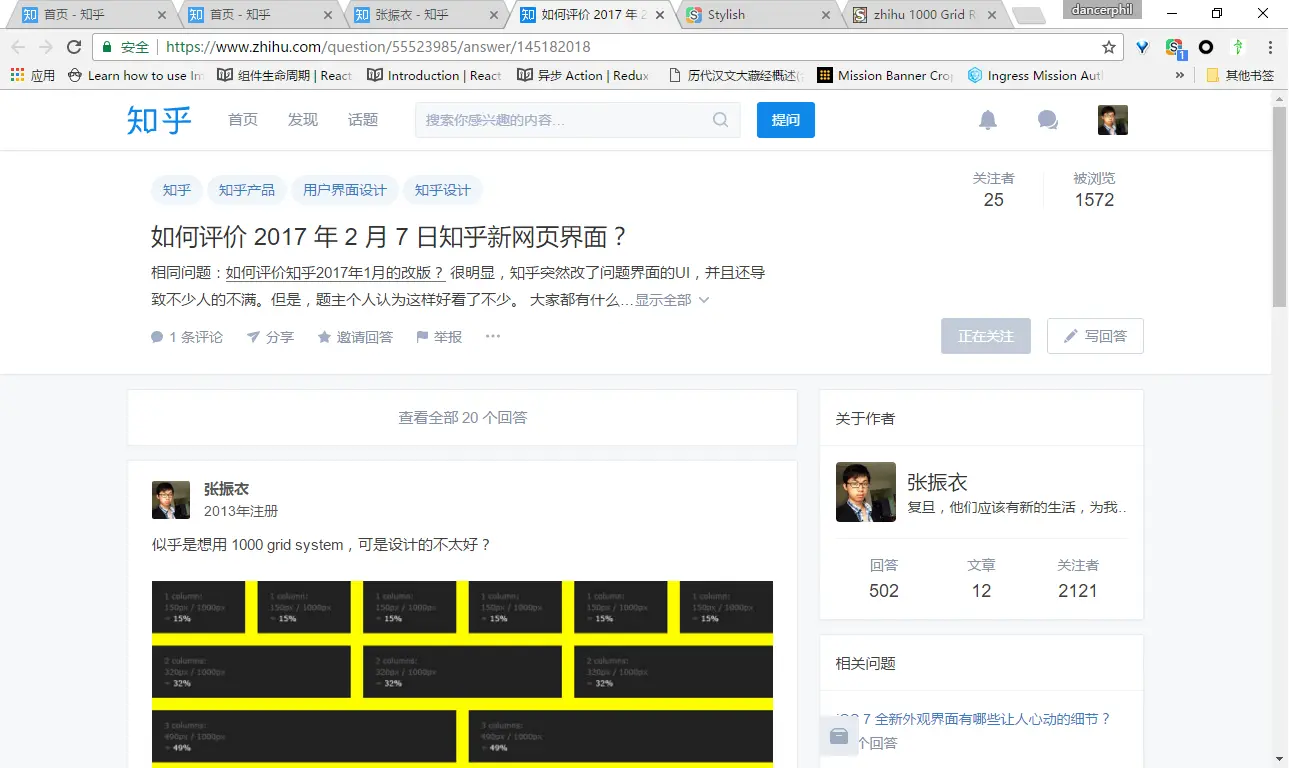 首页 - 知乎
首页 - 知乎
张振衣 - 知乎
如何评价 2017 年 2
Stylish
zhihu 1000 Grid R
dancerphil
安全 | https://www.zhihu.com/question/55523985/answer/145182018
应用 Learn how to use Im 组件生命周期 | React Introduction | React 异步 Action | Redux 历代汉文大藏经概述( Mission Banner Crop Ingress Mission Auth » 其他书签
知乎 首页 发现 话题 搜索你感兴趣的内容... 提问
知乎 知乎产品 用户界面设计 知乎设计
关注者 被浏览
25 1572
如何评价 2017 年 2 月 7 日知乎新网页界面？
相同问题：如何评价知乎2017年1月的改版？ 很明显，知乎突然改了问题界面的UI，并且还导
致不少人的不满。但是，题主个人认为这样好看了不少。 大家都有什么…显示全部
1 条评论 分享 邀请回答 举报 ···
正在关注 写回答
查看全部 20 个回答
张振衣
2013年注册
似乎是想用 1000 grid system，可是设计的不太好？
1 column: 1 column: 1 column: 1 column: 1 column: 1 column:
150px / 1000px 150px / 1000px 150px / 1000px 150px / 1000px 150px / 1000px 150px / 1000px
= 15% = 15% = 15% = 15% = 15% = 15%
2 columns: 2 columns: 2 columns:
320px / 1000px 320px / 1000px 320px / 1000px
= 32% = 32% = 32%
3 columns: 3 columns:
490px / 1000px 490px / 1000px
= 49% = 49%
关于作者
张振衣
复旦，他们应该有新的生活，为我..
回答 文章 关注者
502 12 2121
相关问题
7 全新外观界面有哪些让人心动的细节？
个回答